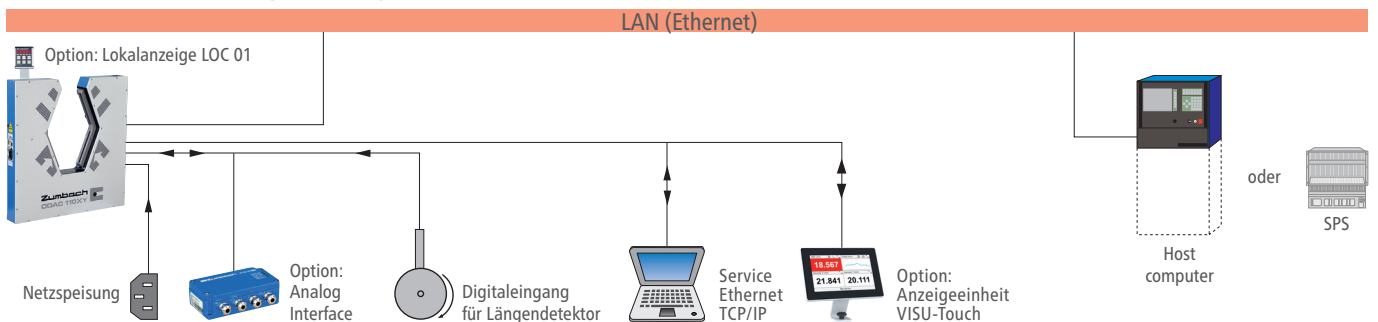 LAN (Ethernet)
Option: Lokalanzeige LOC 01
Zumbach
ODAC 110XY
Netzspeisung
Option:
Analog
Interface
Digitaleingang
für Längendetektor
Service
Ethernet
TCP/IP
18.567
21.841 20.111
Option:
Anzeigeeinheit
VISU-Touch
Host
computer
oder
SPS